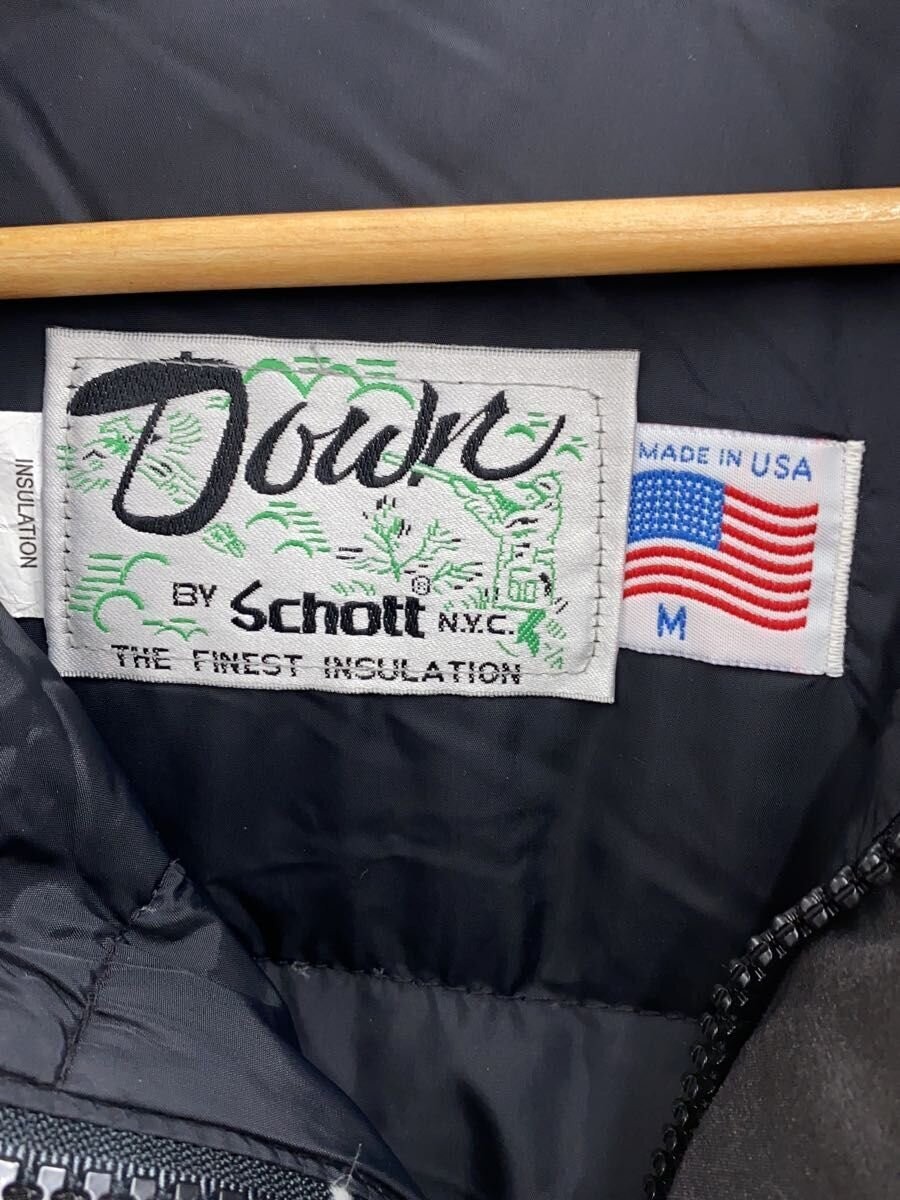 Down
BY Schott® N.Y.C.
THE FINEST INSULATION
MADE IN USA
M
INSULATION